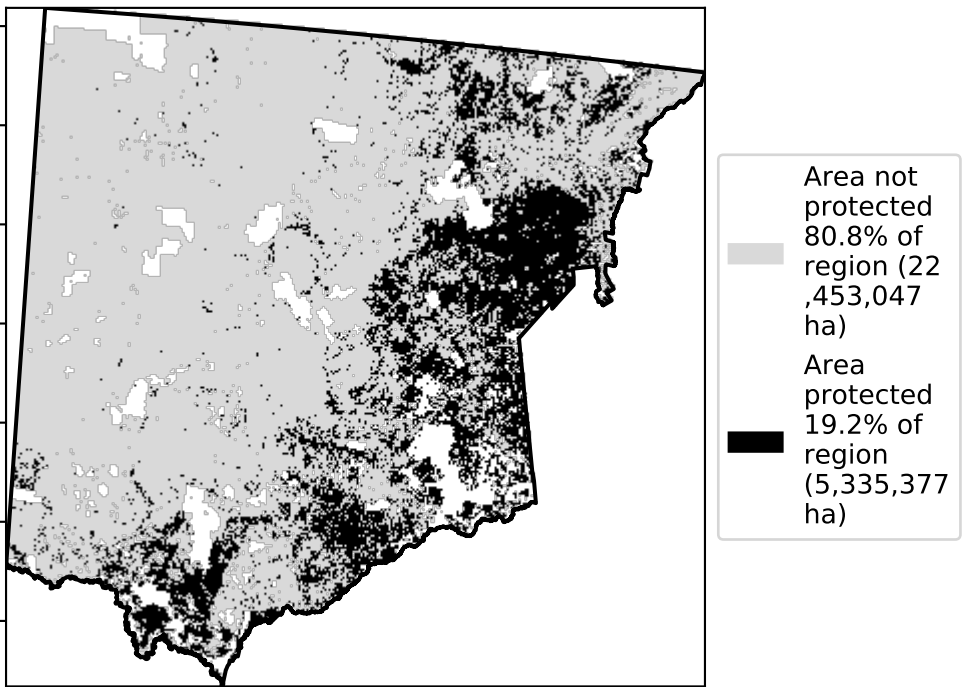 Area not
protected
80.8% of
region (22
,453,047
ha)
Area
protected
19.2% of
region
(5,335,377
ha)